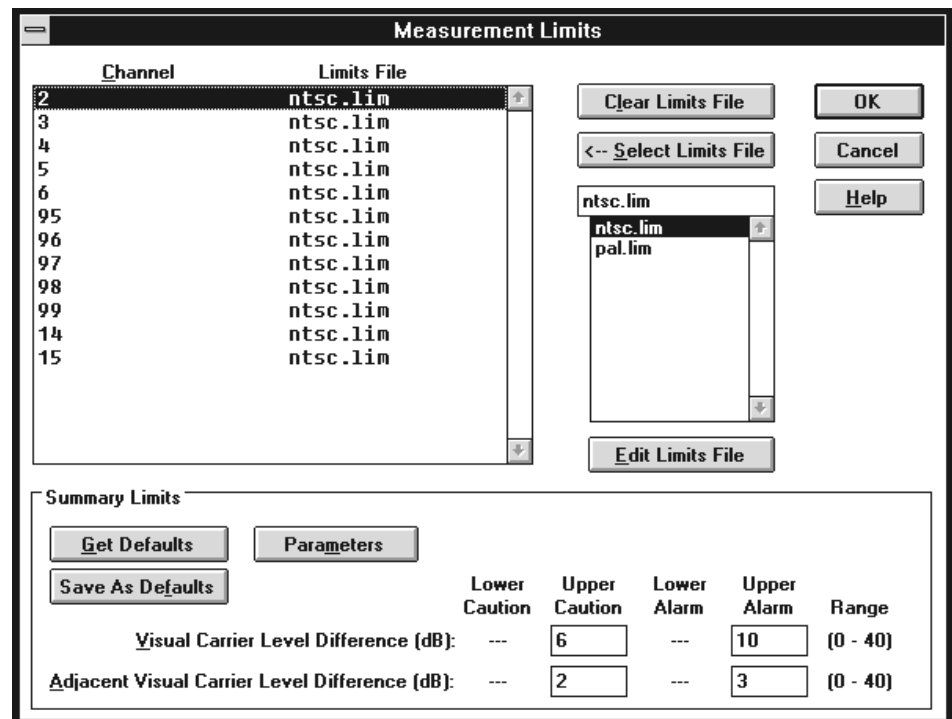 Measurement Limits
Channel Limits File
2 ntsc.lim
3 ntsc.lim
4 ntsc.lim
5 ntsc.lim
6 ntsc.lim
95 ntsc.lim
96 ntsc.lim
97 ntsc.lim
98 ntsc.lim
99 ntsc.lim
14 ntsc.lim
15 ntsc.lim
Clear Limits File
<-- Select Limits File
ntsc.lim
ntsc.lim
pal.lim
Edit Limits File
OK
Cancel
Help
Summary Limits
Get Defaults Parameters
Save As Defaults
Lower Caution Upper Caution Lower Alarm Upper Alarm Range
Visual Carrier Level Difference (dB): --- 6 --- 10 (0 - 40)
Adjacent Visual Carrier Level Difference (dB): --- 2 --- 3 (0 - 40)